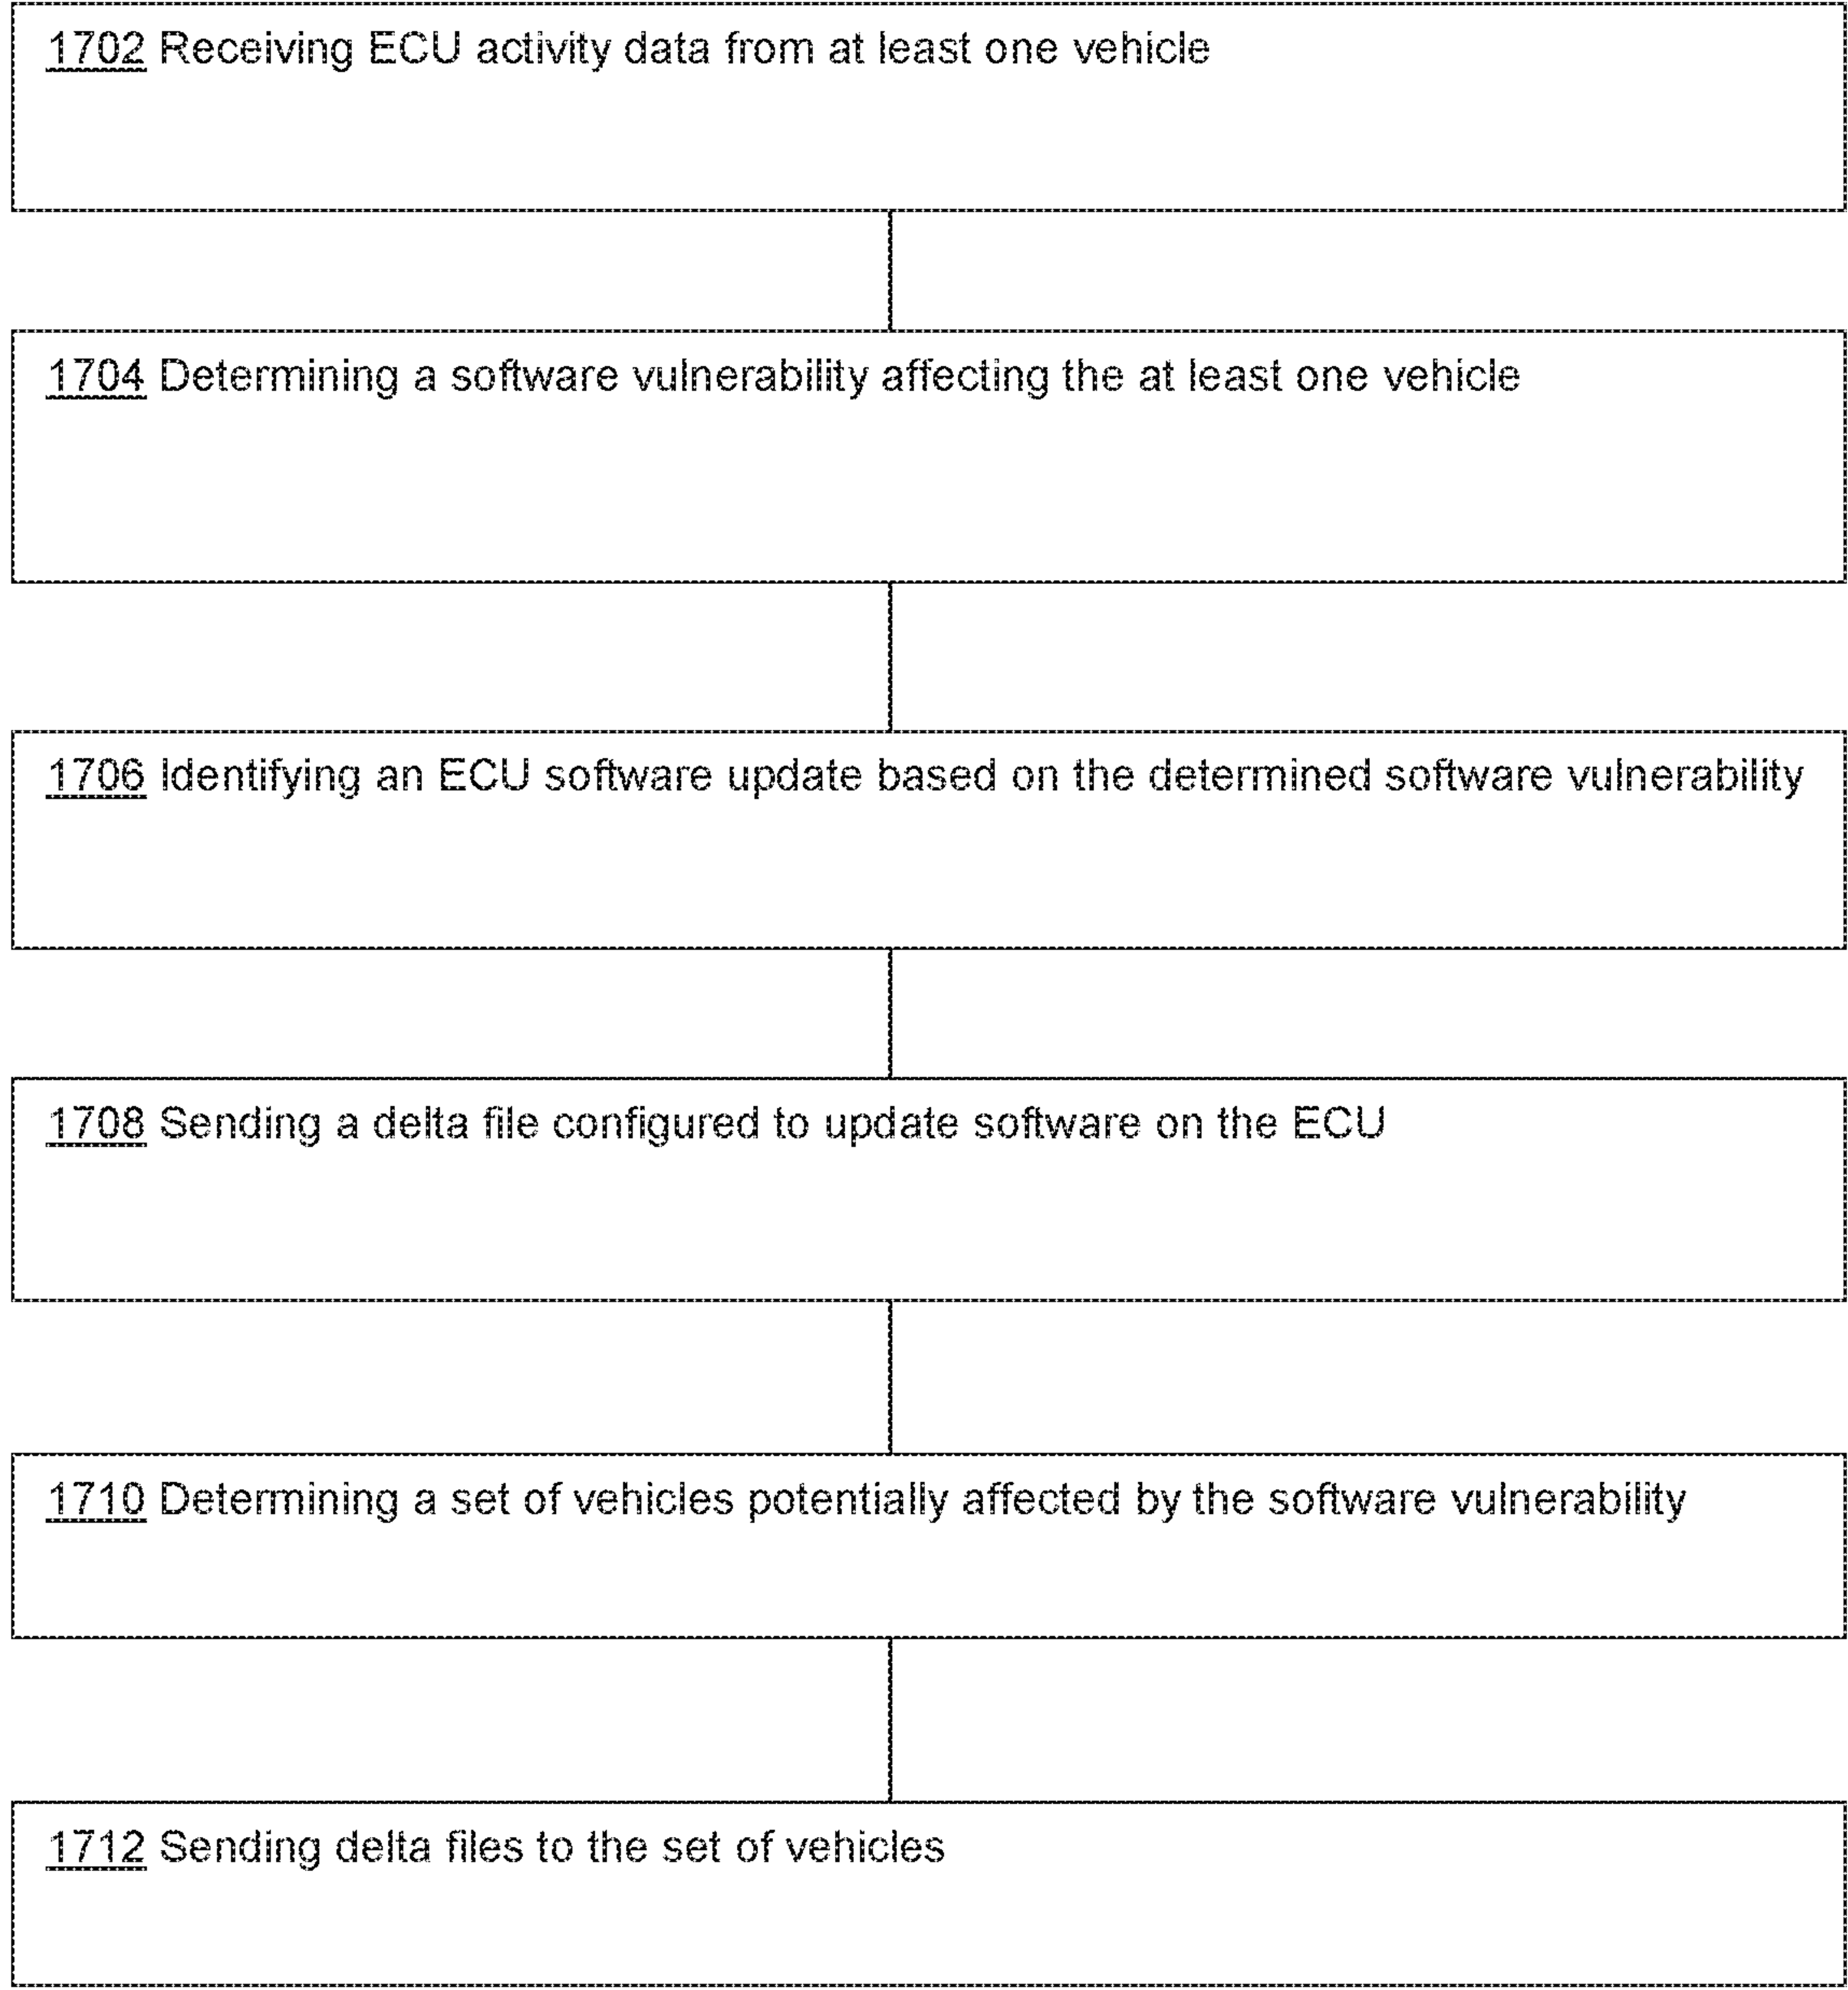 1702 Receiving ECU activity data from at least one vehicle
1704 Determining a software vulnerability affecting the at least one vehicle
1706 Identifying an ECU software update based on the determined software vulnerability
1708 Sending a delta file configured to update software on the ECU
1710 Determining a set of vehicles potentially affected by the software vulnerability
1712 Sending delta files to the set of vehicles